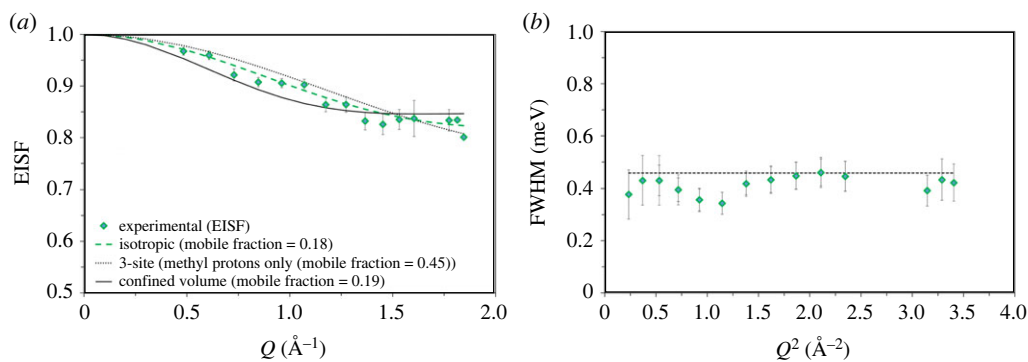 (a)
1.0
0.9
0.8
0.7
0.6
0.5
EISF
experimental (EISF)
isotropic (mobile fraction = 0.18)
3-site (methyl protons only (mobile fraction = 0.45))
confined volume (mobile fraction = 0.19)
0 0.5 1.0 1.5 2.0
Q (Å⁻¹)
(b)
1.0
0.8
0.6
0.4
0.2
0
FWHM (meV)
0.5 1.0 1.5 2.0 2.5 3.0 3.5 4.0
Q² (Å⁻²)